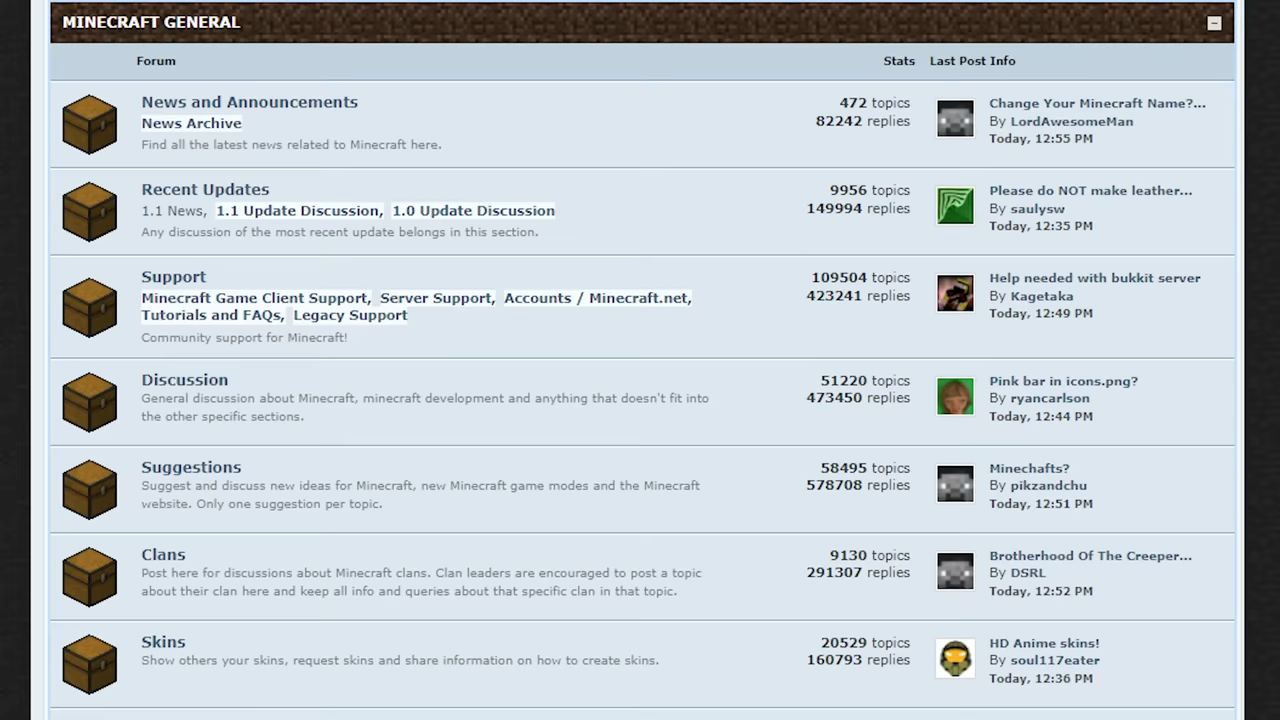 MINECRAFT GENERAL
Forum Stats Last Post Info
News and Announcements
News Archive
Find all the latest news related to Minecraft here.
472 topics
82242 replies
Change Your Minecraft Name?...
By LordAwesomeMan
Today, 12:55 PM
Recent Updates
1.1 News, 1.1 Update Discussion, 1.0 Update Discussion
Any discussion of the most recent update belongs in this section.
9956 topics
149994 replies
Please do NOT make leather...
By saulysw
Today, 12:35 PM
Support
Minecraft Game Client Support, Server Support, Accounts / Minecraft.net,
Tutorials and FAQs, Legacy Support
Community support for Minecraft!
109504 topics
423241 replies
Help needed with bukkit server
By Kagetaka
Today, 12:49 PM
Discussion
General discussion about Minecraft, minecraft development and anything that doesn't fit into
the other specific sections.
51220 topics
473450 replies
Pink bar in icons.png?
By ryancarlson
Today, 12:44 PM
Suggestions
Suggest and discuss new ideas for Minecraft, new Minecraft game modes and the Minecraft
website. Only one suggestion per topic.
58495 topics
578708 replies
Minechafts?
By pikzandchu
Today, 12:51 PM
Clans
Post here for discussions about Minecraft clans. Clan leaders are encouraged to post a topic
about their clan here and keep all info and queries about that specific clan in that topic.
9130 topics
291307 replies
Brotherhood Of The Creeper...
By DSRL
Today, 12:52 PM
Skins
Show others your skins, request skins and share information on how to create skins.
20529 topics
160793 replies
HD Anime skins!
By soul117eater
Today, 12:36 PM